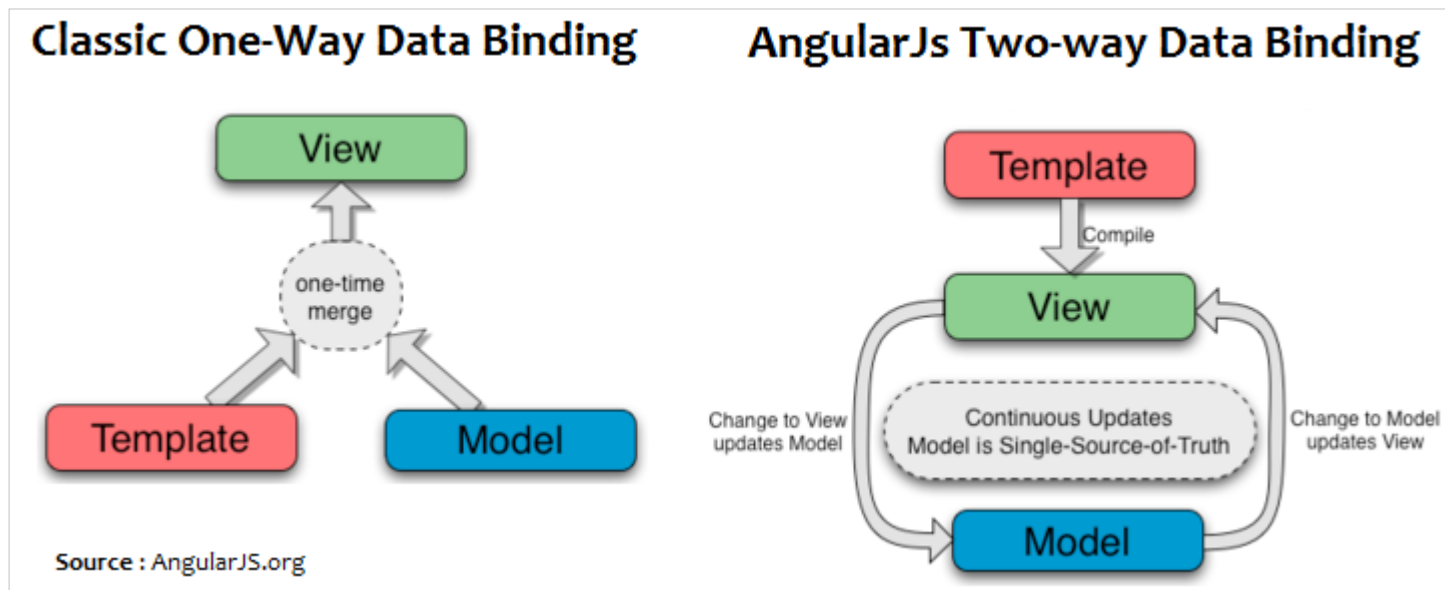 Classic One-Way Data Binding
View
one-time
merge
Template
Model
Source : AngularJS.org
AngularJs Two-way Data Binding
Template
Compile
View
Change to View
updates Model
Continuous Updates
Model is Single-Source-of-Truth
Change to Model
updates View
Model